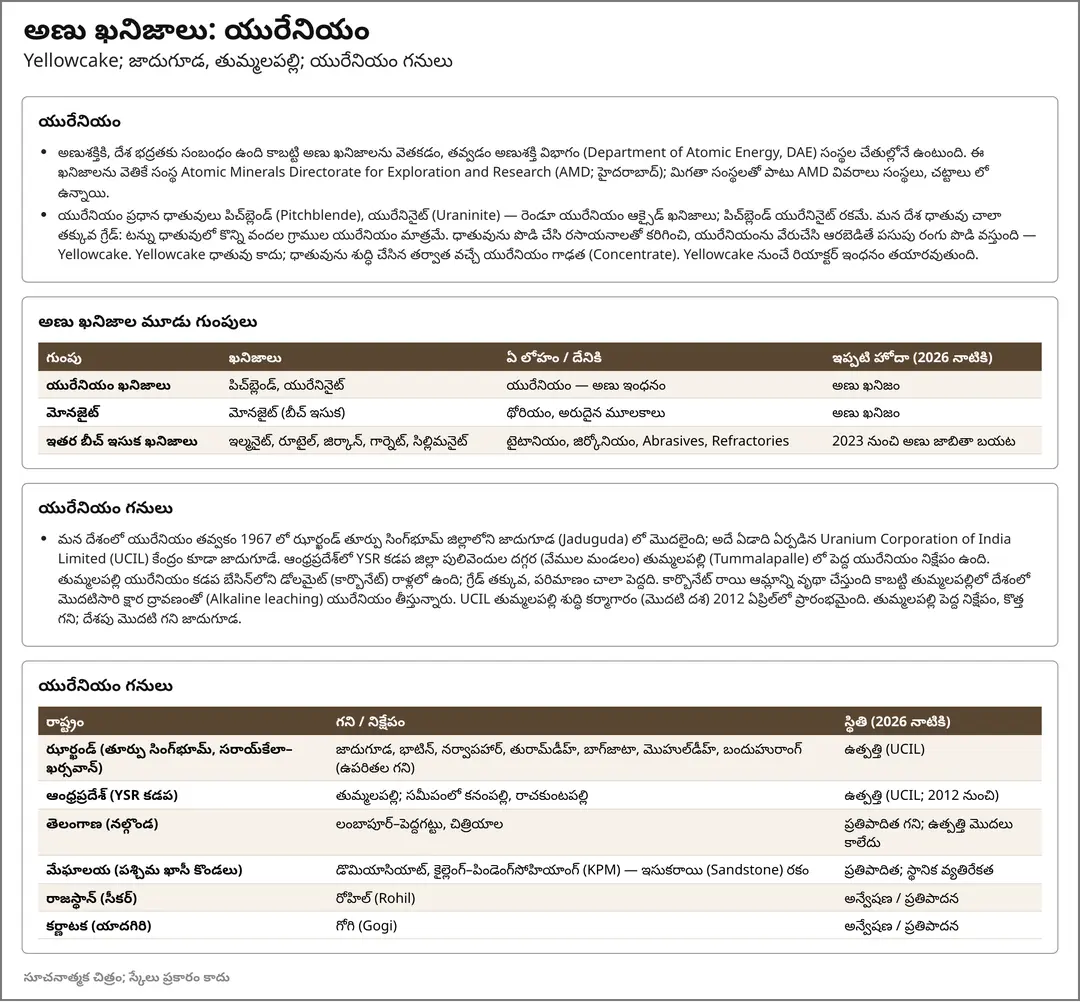 అణు ఖనిజాలు: యురేనియం
Yellowcake; జాదుగూడ, తుమ్మలపల్లి; యురేనియం గనులు
యురేనియం
• అణుశక్తికి, దేశ భద్రతకు సంబంధం ఉంది కాబట్టి అణు ఖనిజాలను వెతకడం, తవ్వడం అణుశక్తి విభాగం (Department of Atomic Energy, DAE) సంస్థల చేతుల్లోనే ఉంటుంది. ఈ
ఖనిజాలను వెతికే సంస్థ Atomic Minerals Directorate for Exploration and Research (AMD; హైదరాబాద్); మిగతా సంస్థలతో పాటు AMD వివరాలు సంస్థలు, చట్టాలు లో
ఉన్నాయి.
• యురేనియం ప్రధాన ధాతువులు పిచ్‌బ్లెండ్ (Pitchblende), యురేనినైట్ (Uraninite) — రెండూ యురేనియం ఆక్సైడ్ ఖనిజాలు; పిచ్‌బ్లెండ్ యురేనినైట్ రకమే. మన దేశ ధాతువు చాలా
తక్కువ గ్రేడ్: టన్ను ధాతువులో కొన్ని వందల గ్రాముల యురేనియం మాత్రమే. ధాతువును పొడి చేసి రసాయనాలతో కరిగించి, యురేనియంను వేరుచేసి ఆరబెడితే పసుపు రంగు పొడి వస్తుంది —
Yellowcake. Yellowcake ధాతువు కాదు; ధాతువును శుద్ధి చేసిన తర్వాత వచ్చే యురేనియం గాఢత (Concentrate). Yellowcake నుంచే రియాక్టర్ ఇంధనం తయారవుతుంది.
అణు ఖనిజాల మూడు గుంపులు
గుంపు ఖనిజాలు ఏ లోహం / దేనికి ఇప్పటి హోదా (2026 నాటికి)
యురేనియం ఖనిజాలు పిచ్‌బ్లెండ్, యురేనినైట్ యురేనియం — అణు ఇంధనం అణు ఖనిజం
మోనజైట్ మోనజైట్ (బీచ్ ఇసుక) థోరియం, అరుదైన మూలకాలు అణు ఖనిజం
ఇతర బీచ్ ఇసుక ఖనిజాలు ఇల్మనైట్, రూటైల్, జిర్కాన్, గార్నెట్, సిల్లిమనైట్ టైటానియం, జిర్కోనియం, Abrasives, Refractories 2023 నుంచి అణు జాబితా బయట
యురేనియం గనులు
• మన దేశంలో యురేనియం తవ్వకం 1967 లో ఝార్ఖండ్ తూర్పు సింగ్‌భూమ్ జిల్లాలోని జాదుగూడ (Jaduguda) లో మొదలైంది; అదే ఏడాది ఏర్పడిన Uranium Corporation of India
Limited (UCIL) కేంద్రం కూడా జాదుగూడే. ఆంధ్రప్రదేశ్‌లో YSR కడప జిల్లా పులివెందుల దగ్గర (వేముల మండలం) తుమ్మలపల్లి (Tummalapalle) లో పెద్ద యురేనియం నిక్షేపం ఉంది.
తుమ్మలపల్లి యురేనియం కడప బేసిన్‌లోని డోలమైట్ (కార్బొనేట్) రాళ్లలో ఉంది; గ్రేడ్ తక్కువ, పరిమాణం చాలా పెద్దది. కార్బొనేట్ రాయి ఆమ్లాన్ని వృథా చేస్తుంది కాబట్టి తుమ్మలపల్లిలో దేశంలో
మొదటిసారి క్షార ద్రావణంతో (Alkaline leaching) యురేనియం తీస్తున్నారు. UCIL తుమ్మలపల్లి శుద్ధి కర్మాగారం (మొదటి దశ) 2012 ఏప్రిల్‌లో ప్రారంభమైంది. తుమ్మలపల్లి పెద్ద నిక్షేపం, కొత్త
గని; దేశపు మొదటి గని జాదుగూడ.
యురేనియం గనులు
రాష్ట్రం గని / నిక్షేపం స్థితి (2026 నాటికి)
ఝార్ఖండ్ (తూర్పు సింగ్‌భూమ్, సరాయ్‌కేలా– జాదుగూడ, భాటిన్, నర్వాపహార్, తురామ్‌డీహ్, బాగ్‌జాటా, మొహుల్‌డీహ్, బందుహురాంగ్ ఉత్పత్తి (UCIL)
ఖర్సవాన్) (ఉపరితల గని)
ఆంధ్రప్రదేశ్ (YSR కడప) తుమ్మలపల్లి; సమీపంలో కనంపల్లి, రాచకుంటపల్లి ఉత్పత్తి (UCIL; 2012 నుంచి)
తెలంగాణ (నల్గొండ) లంబాపూర్–పెద్దగట్టు, చిత్రియాల ప్రతిపాదిత గని; ఉత్పత్తి మొదలు
కాలేదు
మేఘాలయ (పశ్చిమ ఖాసీ కొండలు) డొమియాసియాట్, కైల్లెంగ్–పిండెంగ్‌సోహియాంగ్ (KPM) — ఇసుకరాయి (Sandstone) రకం ప్రతిపాదిత; స్థానిక వ్యతిరేకత
రాజస్థాన్ (సీకర్) రోహిల్ (Rohil) అన్వేషణ / ప్రతిపాదన
కర్ణాటక (యాదగిరి) గోగి (Gogi) అన్వేషణ / ప్రతిపాదన
సూచనాత్మక చిత్రం; స్కేలు ప్రకారం కాదు